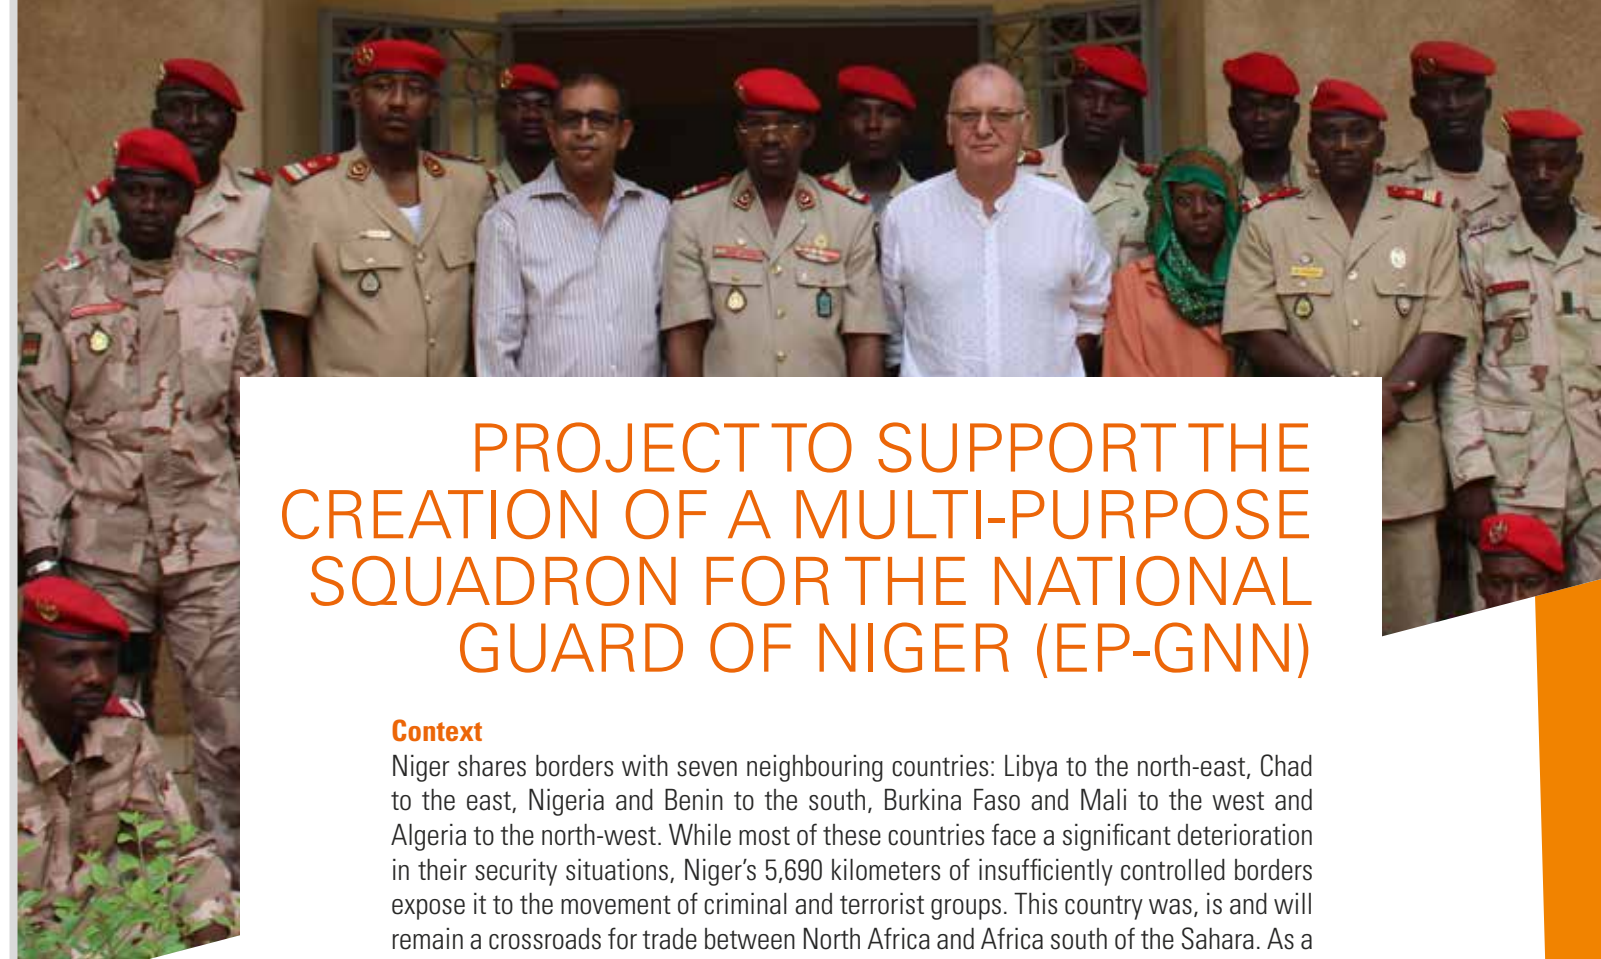 PROJECT TO SUPPORT THE
CREATION OF A MULTI-PURPOSE
SQUADRON FOR THE NATIONAL
GUARD OF NIGER (EP-GNN)
Context
Niger shares borders with seven neighbouring countries: Libya to the north-east, Chad
to the east, Nigeria and Benin to the south, Burkina Faso and Mali to the west and
Algeria to the north-west. While most of these countries face a significant deterioration
in their security situations, Niger’s 5,690 kilometers of insufficiently controlled borders
expose it to the movement of criminal and terrorist groups. This country was, is and will
remain a crossroads for trade between North Africa and Africa south of the Sahara. As a